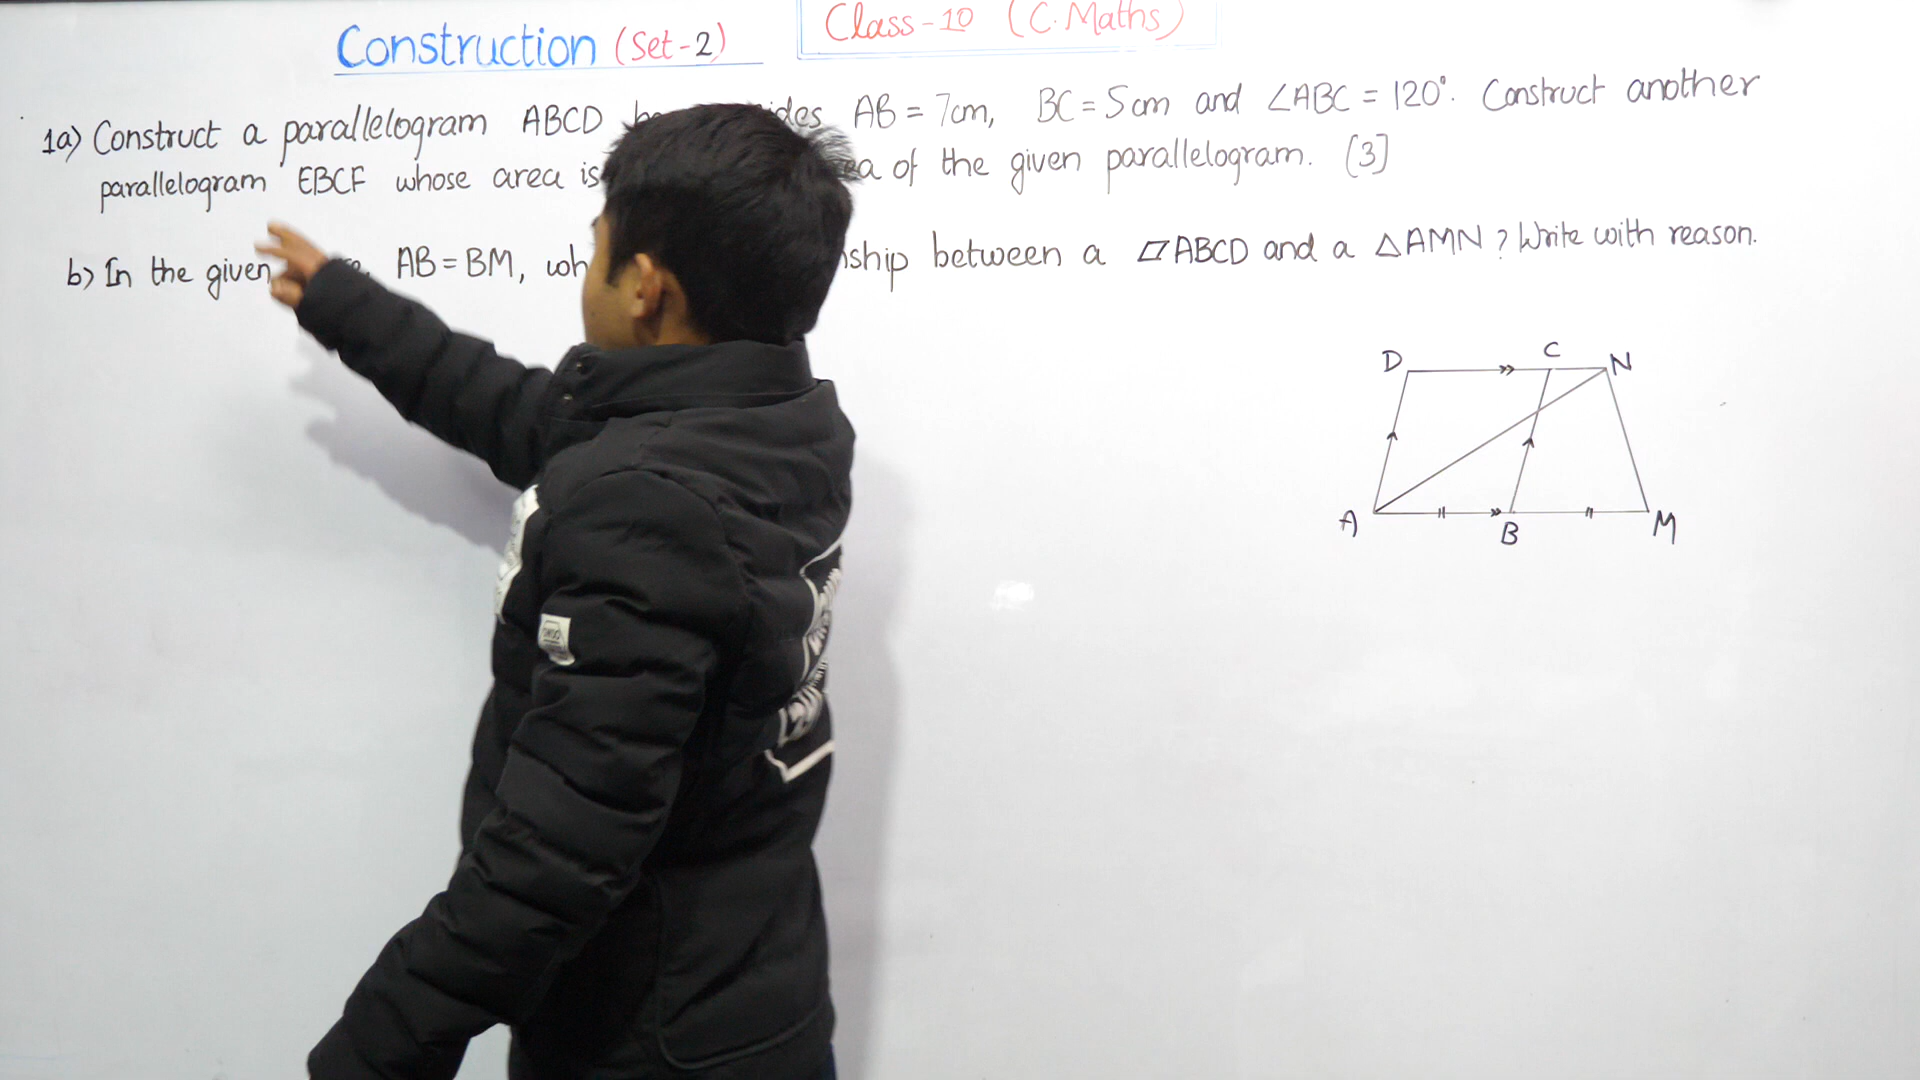 Construction (Set-2)
Class-10 (C.Maths)
1a) Construct a parallelogram ABCD AB = 7cm, BC = 5cm and ∠ABC = 120°. Construct another
parallelogram EBCF whose area is of the given parallelogram. [3]
b) In the given AB = BM, between a ▱ABCD and a △AMN? Write with reason.
D C N
A B M